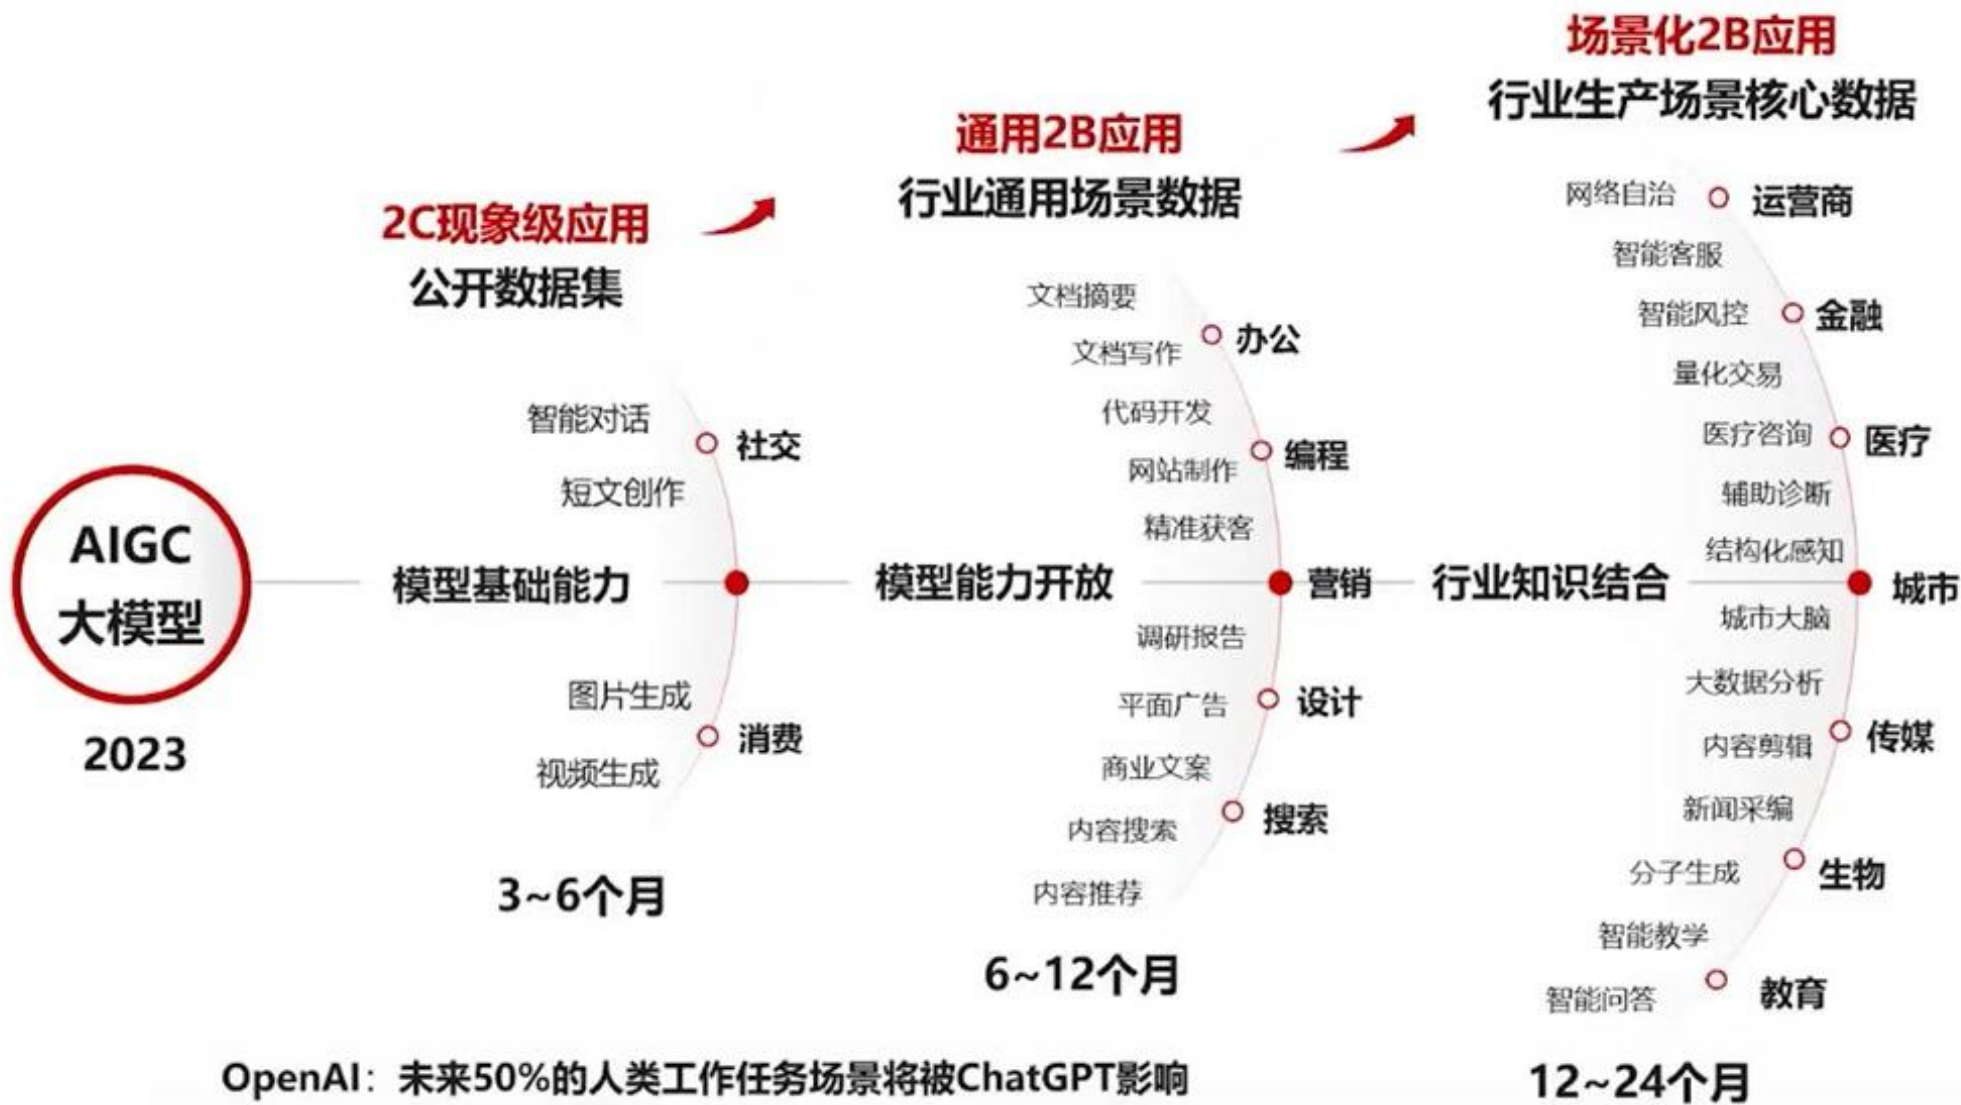 AIGC
大模型
2023
2C现象级应用
公开数据集
智能对话
社交
短文创作
模型基础能力
图片生成
消费
视频生成
3~6个月
通用2B应用
行业通用场景数据
文档摘要
办公
文档写作
代码开发
编程
网站制作
精准获客
模型能力开放
营销
调研报告
设计
平面广告
商业文案
搜索
内容搜索
内容推荐
6~12个月
场景化2B应用
行业生产场景核心数据
网络自治
运营商
智能客服
智能风控
金融
量化交易
医疗咨询
医疗
辅助诊断
结构化感知
行业知识结合
城市
城市大脑
大数据分析
内容剪辑
传媒
新闻采编
分子生成
生物
智能教学
教育
智能问答
12~24个月
OpenAI：未来50%的人类工作任务场景将被ChatGPT影响